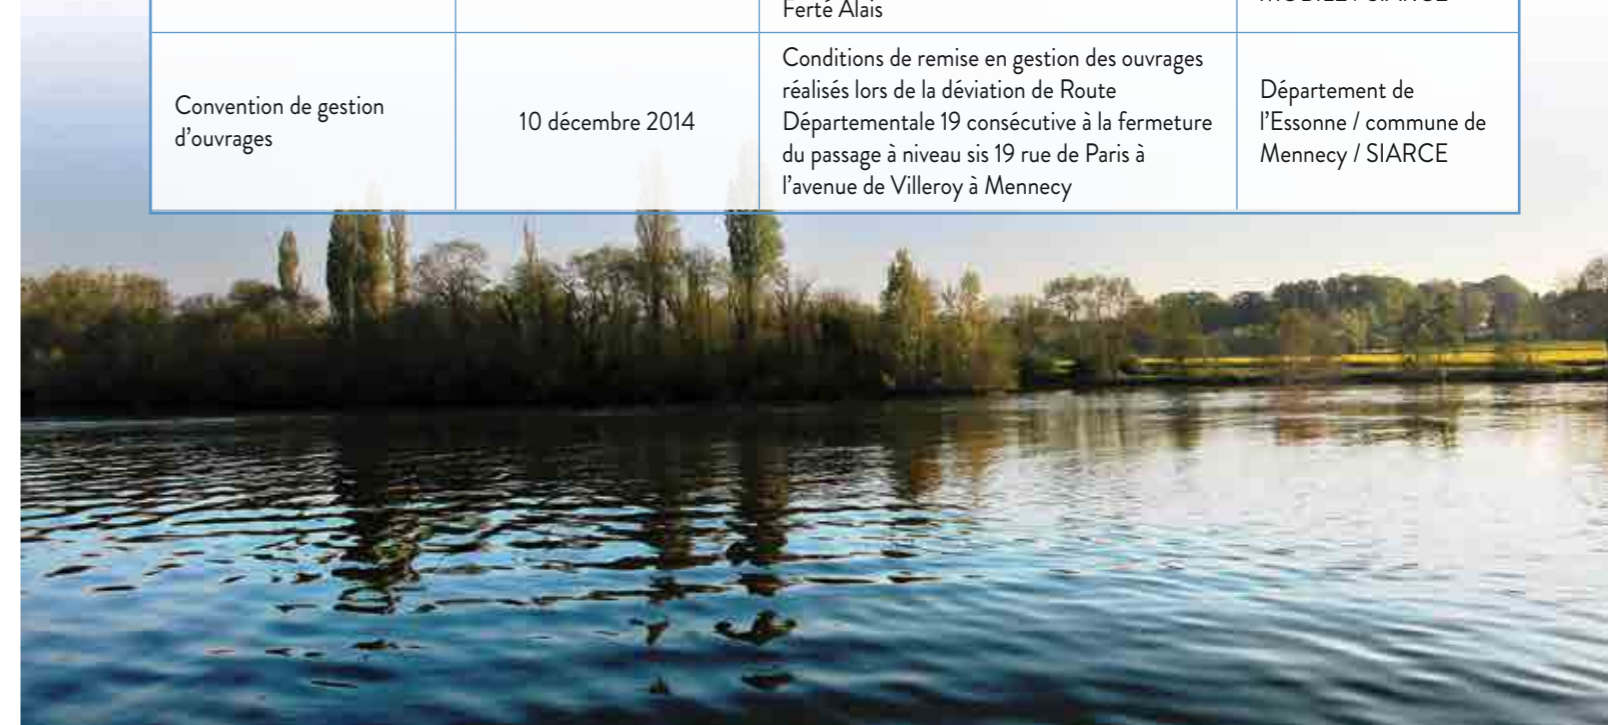 Ferté Alais
Convention de gestion
d'ouvrages
10 décembre 2014
Conditions de remise en gestion des ouvrages
réalisés lors de la déviation de Route
Départementale 19 consécutive à la fermeture
du passage à niveau sis 19 rue de Paris à
l'avenue de Villeroy à Mennecy
Département de
l'Essonne / commune de
Mennecy / SIARCE